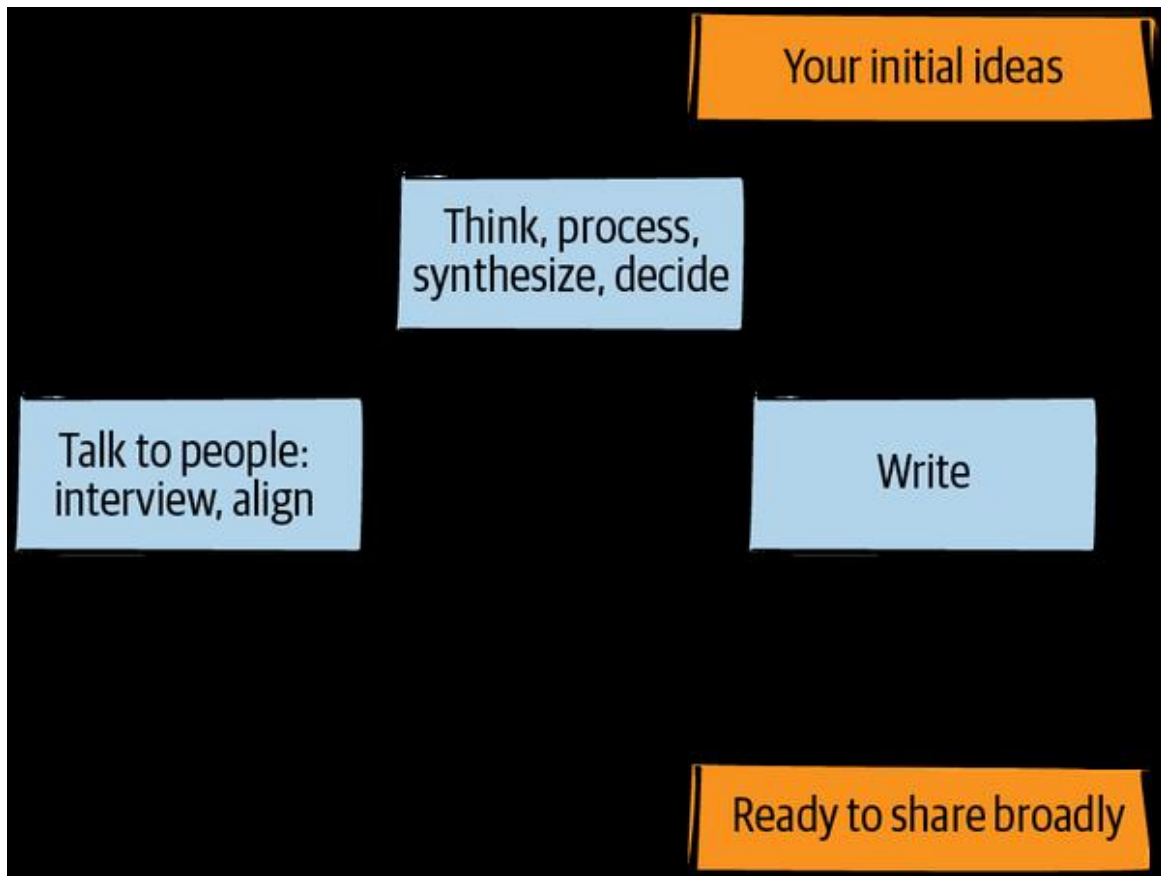 Your initial ideas
Think, process,
synthesize, decide
Talk to people:
interview, align
Write
Ready to share broadly